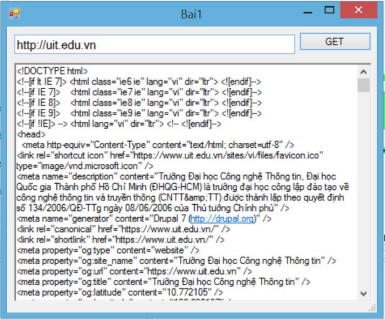 Bai1
http://uit.edu.vn
GET
<!DOCTYPE html>
<!--[if lt IE 7]> <html class="ie6 ie" lang="vi" dir="ltr"> <![endif]-->
<!--[if IE 7]> <html class="ie7 ie" lang="vi" dir="ltr"> <![endif]-->
<!--[if IE 8]> <html class="ie8 ie" lang="vi" dir="ltr"> <![endif]-->
<!--[if IE 9]> <html class="ie9 ie" lang="vi" dir="ltr"> <![endif]-->
<!--[if !IE]> --> <html lang="vi" dir="ltr"> <!-- <![endif]-->
<head>
<meta http-equiv="Content-Type" content="text/html; charset=utf-8" />
<link rel="shortcut icon" href="https://www.uit.edu.vn/sites/vi/files/favicon.ico"
type="image/vnd.microsoft.icon" />
<meta name="description" content="Trường Đại học Công nghệ Thông tin, Đại học
Quốc gia Thành phố Hồ Chí Minh (ĐHQG-HCM) là trường đại học công lập đào tạo về
công nghệ thông tin và truyền thông (CNTT&amp;TT) được thành lập theo quyết định
số 134/2006/QĐ-TTg ngày 08/06/2006 của Thủ tướng Chính phủ" />
<meta name="generator" content="Drupal 7 (http://drupal.org)" />
<link rel="canonical" href="https://www.uit.edu.vn/" />
<link rel="shortlink" href="https://www.uit.edu.vn/" />
<meta property="og:type" content="website" />
<meta property="og:site_name" content="Trường Đại học Công nghệ Thông tin" />
<meta property="og:url" content="https://www.uit.edu.vn" />
<meta property="og:title" content="Trường Đại học Công nghệ Thông tin" />
<meta property="og:latitude" content="10.772105" />